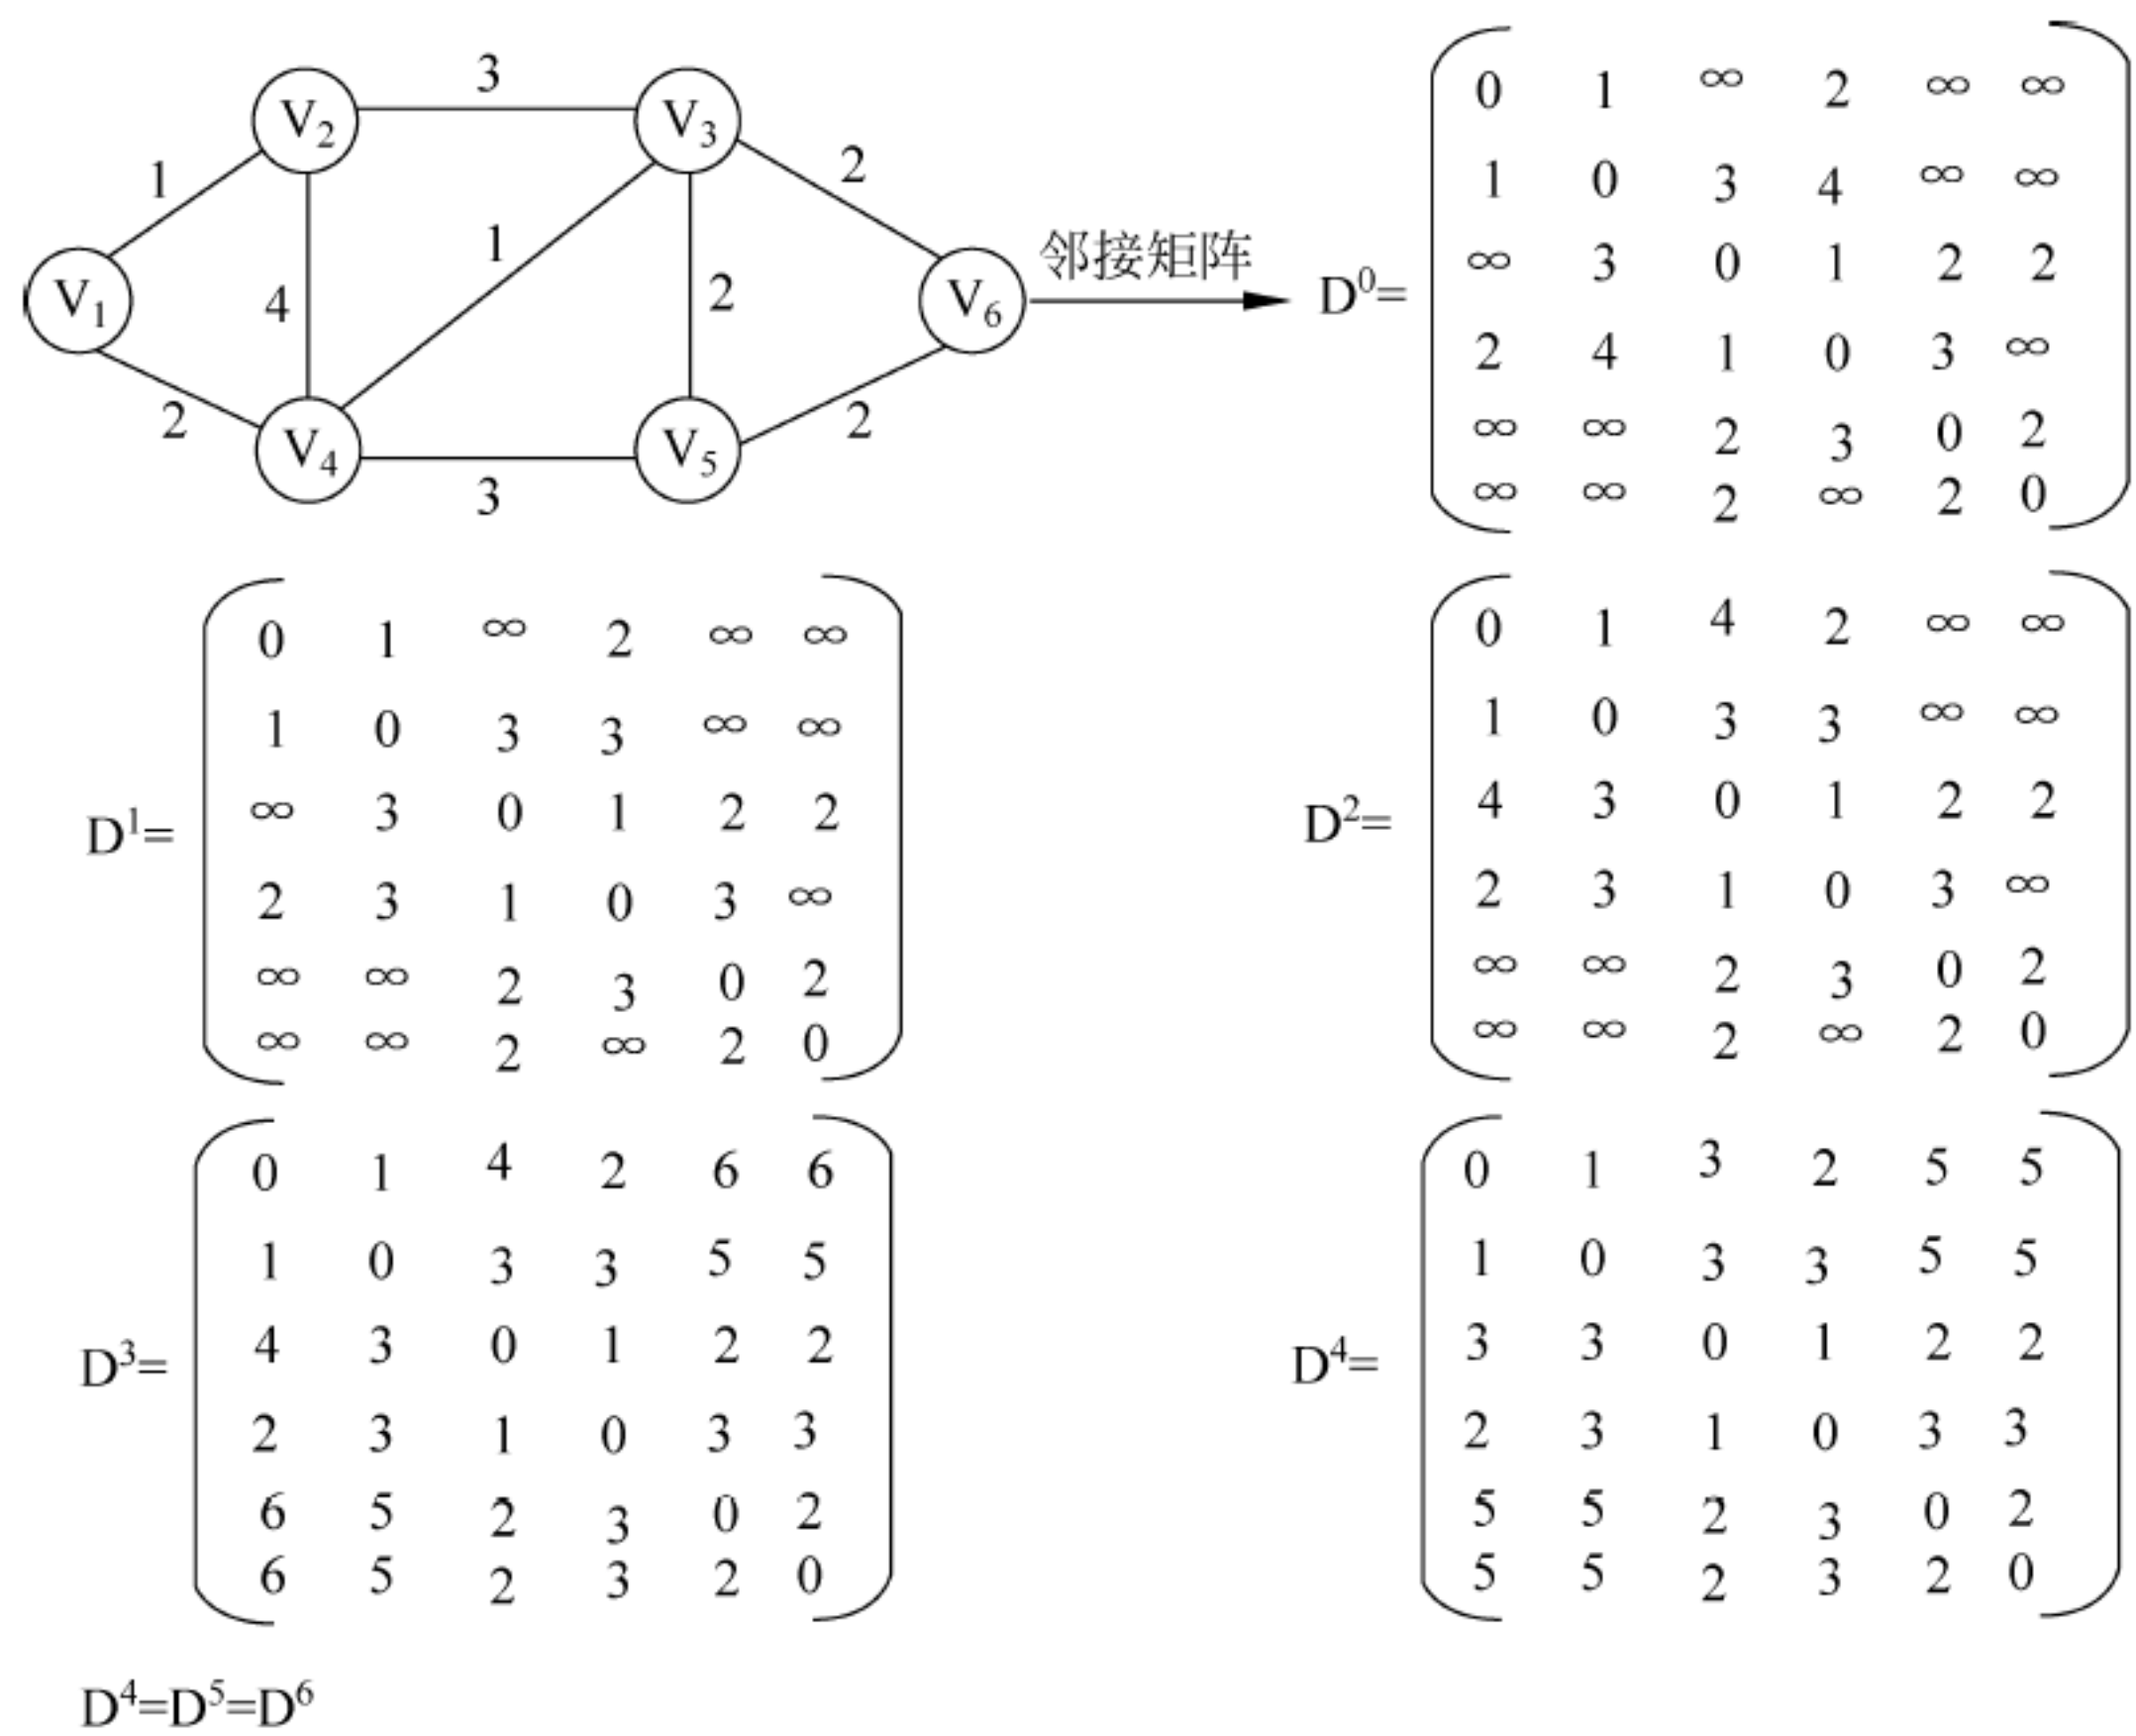 V₂ 3 V₃
1 4 1 2 2
V₁ V₆ 邻接矩阵
2 V₄ 3 V₅ 2
D⁰=
0 1 ∞ 2 ∞ ∞
1 0 3 4 ∞ ∞
∞ 3 0 1 2 2
2 4 1 0 3 ∞
∞ ∞ 2 3 0 2
∞ ∞ 2 ∞ 2 0
D¹=
0 1 ∞ 2 ∞ ∞
1 0 3 3 ∞ ∞
∞ 3 0 1 2 2
2 3 1 0 3 ∞
∞ ∞ 2 3 0 2
∞ ∞ 2 ∞ 2 0
D²=
0 1 4 2 ∞ ∞
1 0 3 3 ∞ ∞
4 3 0 1 2 2
2 3 1 0 3 ∞
∞ ∞ 2 3 0 2
∞ ∞ 2 ∞ 2 0
D³=
0 1 4 2 6 6
1 0 3 3 5 5
4 3 0 1 2 2
2 3 1 0 3 3
6 5 2 3 0 2
6 5 2 3 2 0
D⁴=
0 1 3 2 5 5
1 0 3 3 5 5
3 3 0 1 2 2
2 3 1 0 3 3
5 5 2 3 0 2
5 5 2 3 2 0
D⁴=D⁵=D⁶